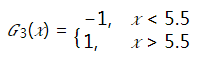 G₃(x) = {−1, x < 5.5
1, x > 5.5